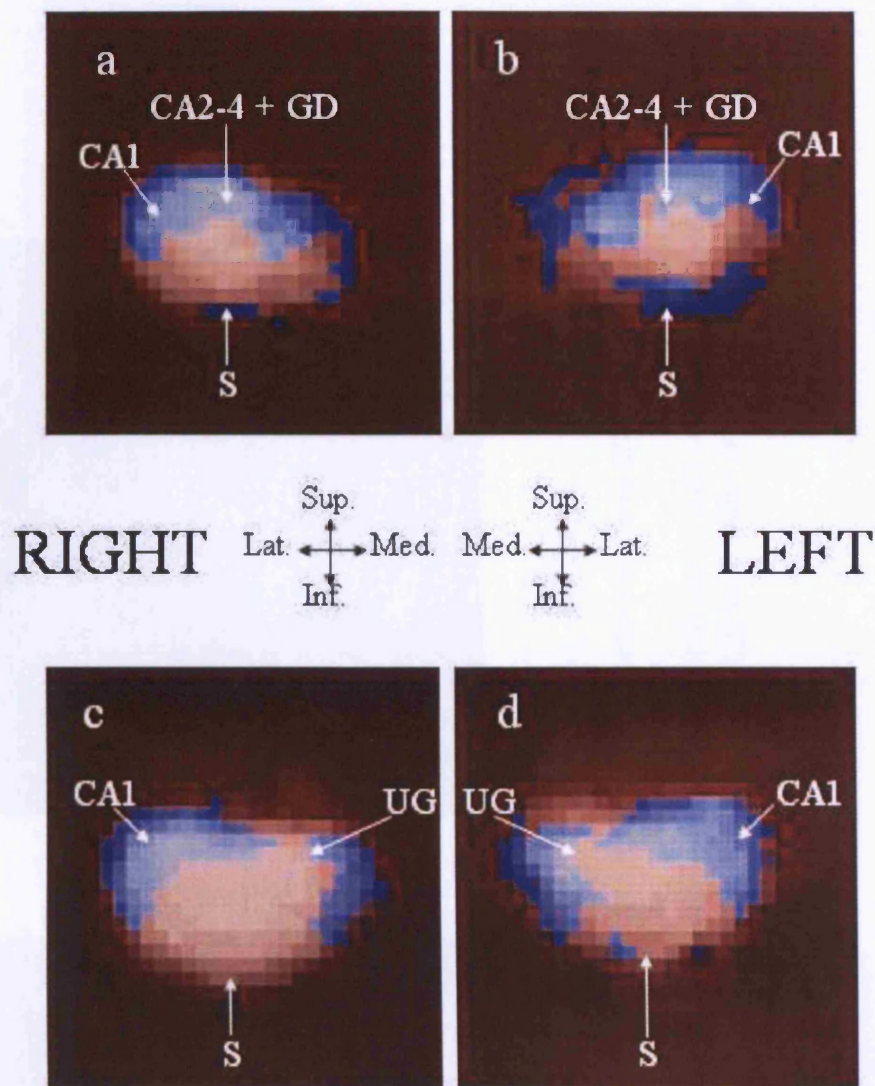 a
CA2-4 + GD
CA1
S
b
CA2-4 + GD
CA1
S
RIGHT
Sup.
Lat. Med.
Inf.
Sup.
Med. Lat.
Inf.
LEFT
c
CA1
UG
S
d
UG
CA1
S